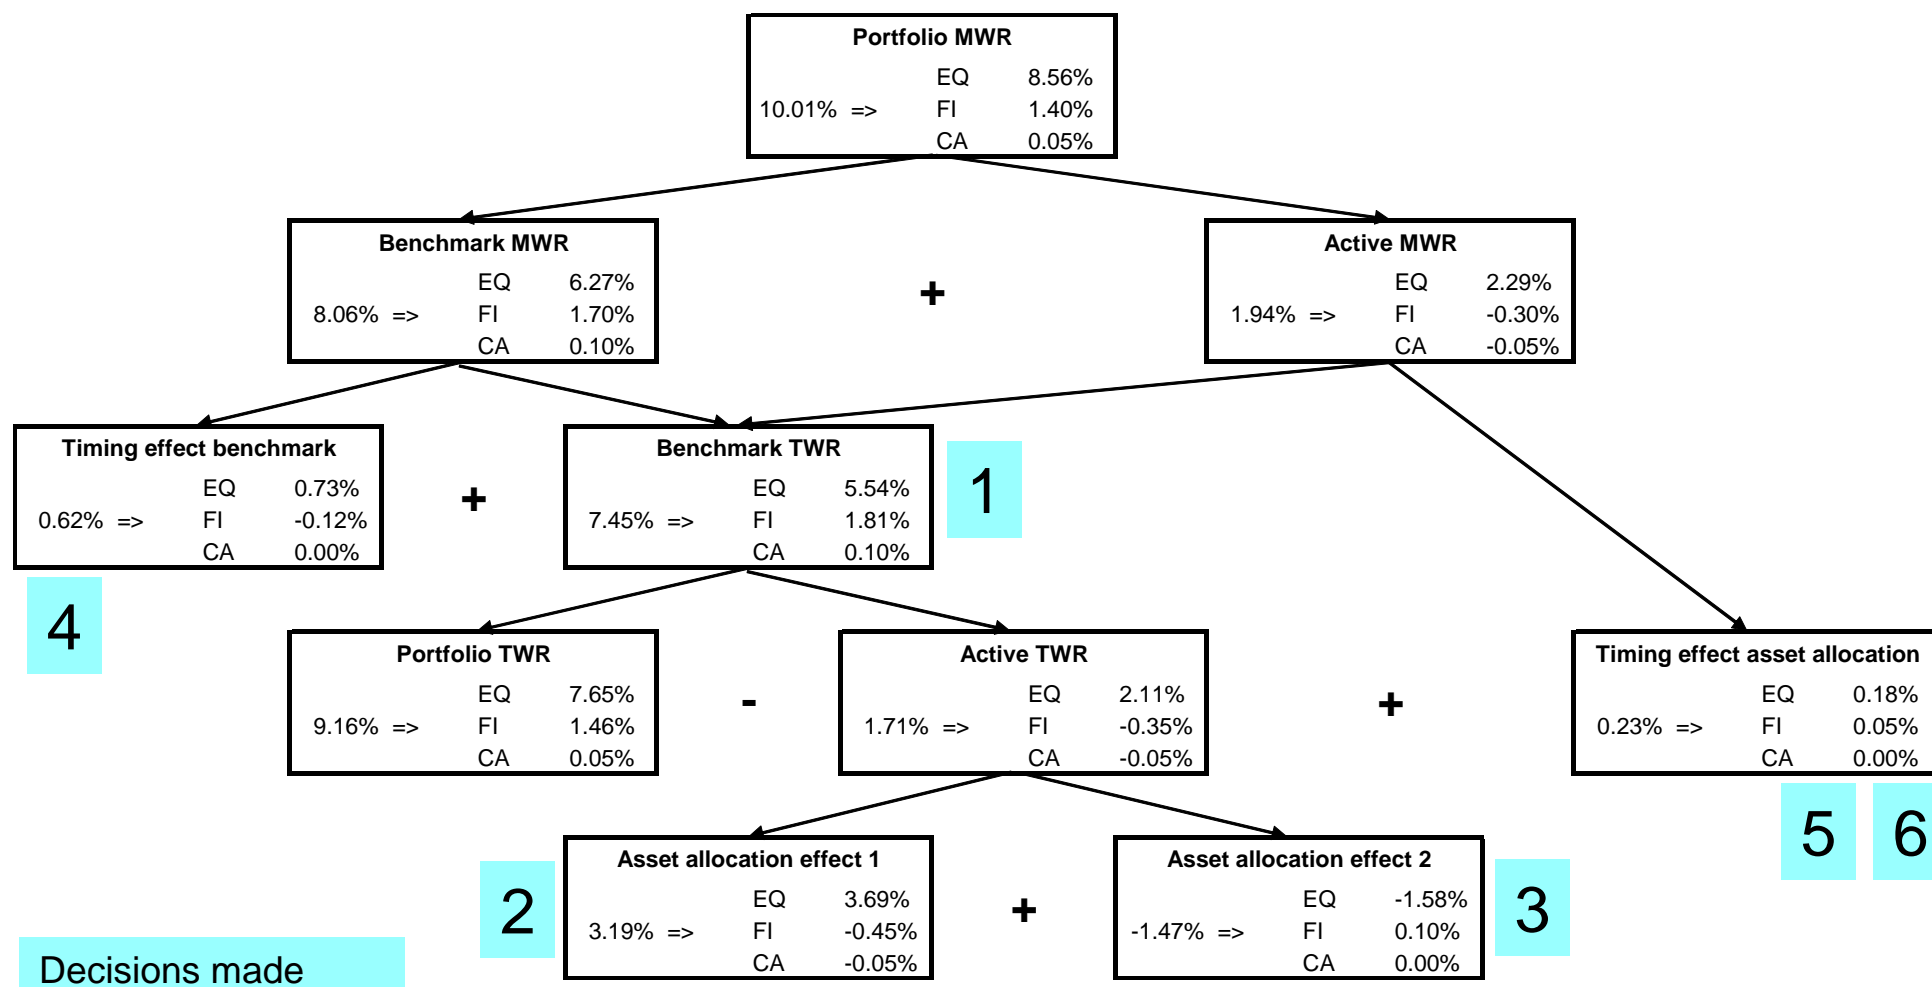 Portfolio MWR
EQ 8.56%
10.01% => FI 1.40%
CA 0.05%
Benchmark MWR
EQ 6.27%
8.06% => FI 1.70%
CA 0.10%
+
Active MWR
EQ 2.29%
1.94% => FI -0.30%
CA -0.05%
Timing effect benchmark
EQ 0.73%
0.62% => FI -0.12%
CA 0.00%
4
+
Benchmark TWR
EQ 5.54%
7.45% => FI 1.81%
CA 0.10%
1
Portfolio TWR
EQ 7.65%
9.16% => FI 1.46%
CA 0.05%
-
Active TWR
EQ 2.11%
1.71% => FI -0.35%
CA -0.05%
+
Timing effect asset allocation
EQ 0.18%
0.23% => FI 0.05%
CA 0.00%
5 6
2
Asset allocation effect 1
EQ 3.69%
3.19% => FI -0.45%
CA -0.05%
+
Asset allocation effect 2
EQ -1.58%
-1.47% => FI 0.10%
CA 0.00%
3
Decisions made